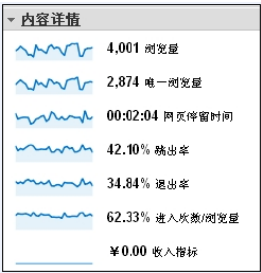 内容详情
4,001 浏览量
2,874 唯一浏览量
00:02:04 网页停留时间
42.10% 跳出率
34.84% 退出率
62.33% 进入次数/浏览量
￥0.00 收入指标